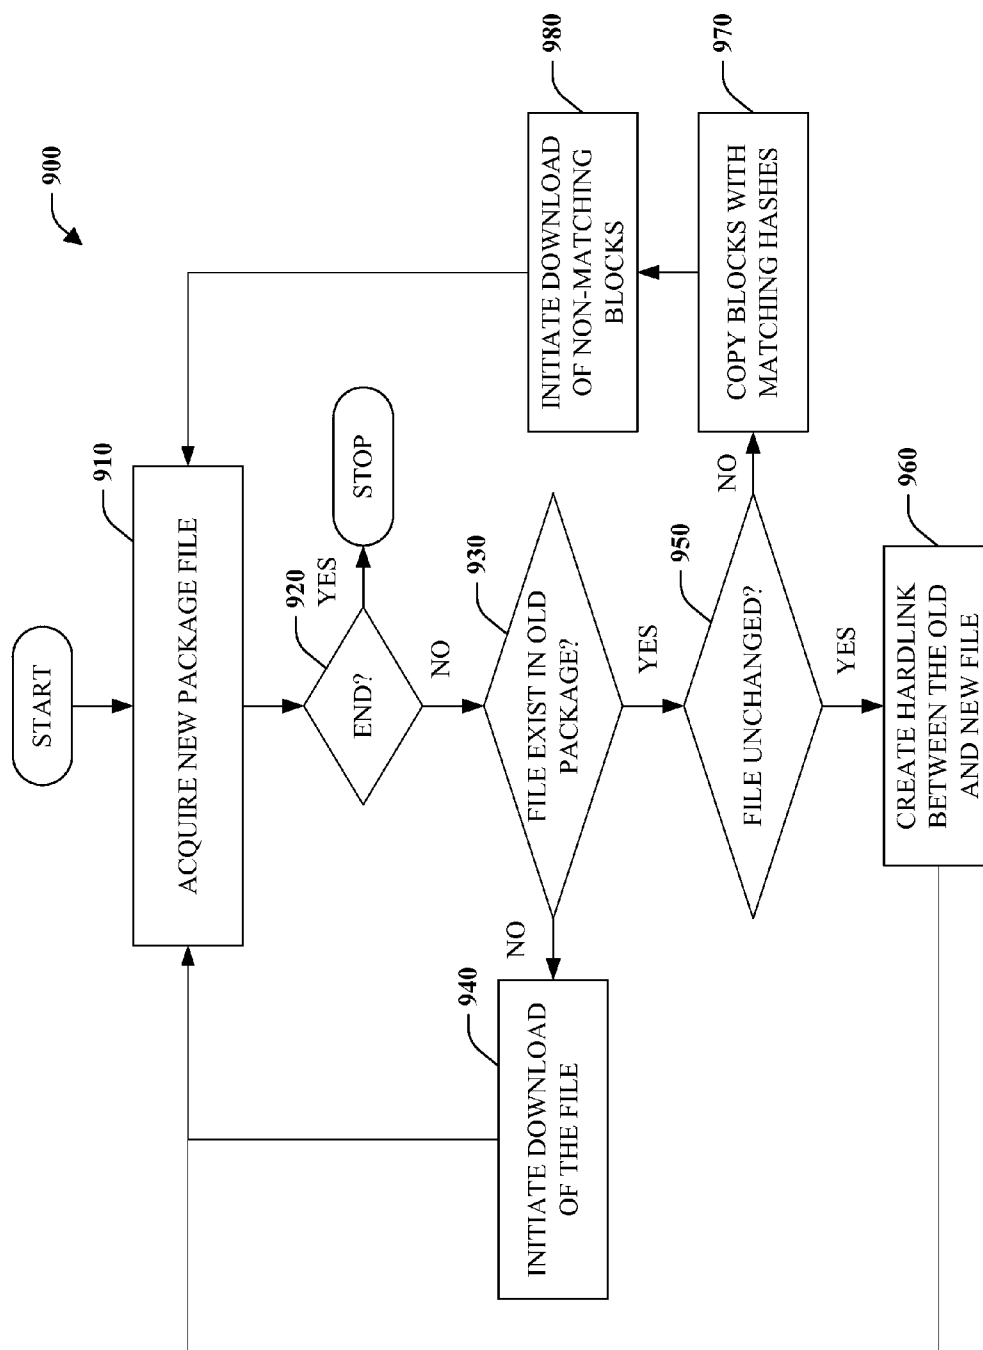 900
START
910
ACQUIRE NEW PACKAGE FILE
920
END?
YES
STOP
NO
930
FILE EXIST IN OLD
PACKAGE?
NO
940
INITIATE DOWNLOAD
OF THE FILE
YES
950
FILE UNCHANGED?
NO
970
COPY BLOCKS WITH
MATCHING HASHES
980
INITIATE DOWNLOAD
OF NON-MATCHING
BLOCKS
YES
960
CREATE HARDLINK
BETWEEN THE OLD
AND NEW FILE